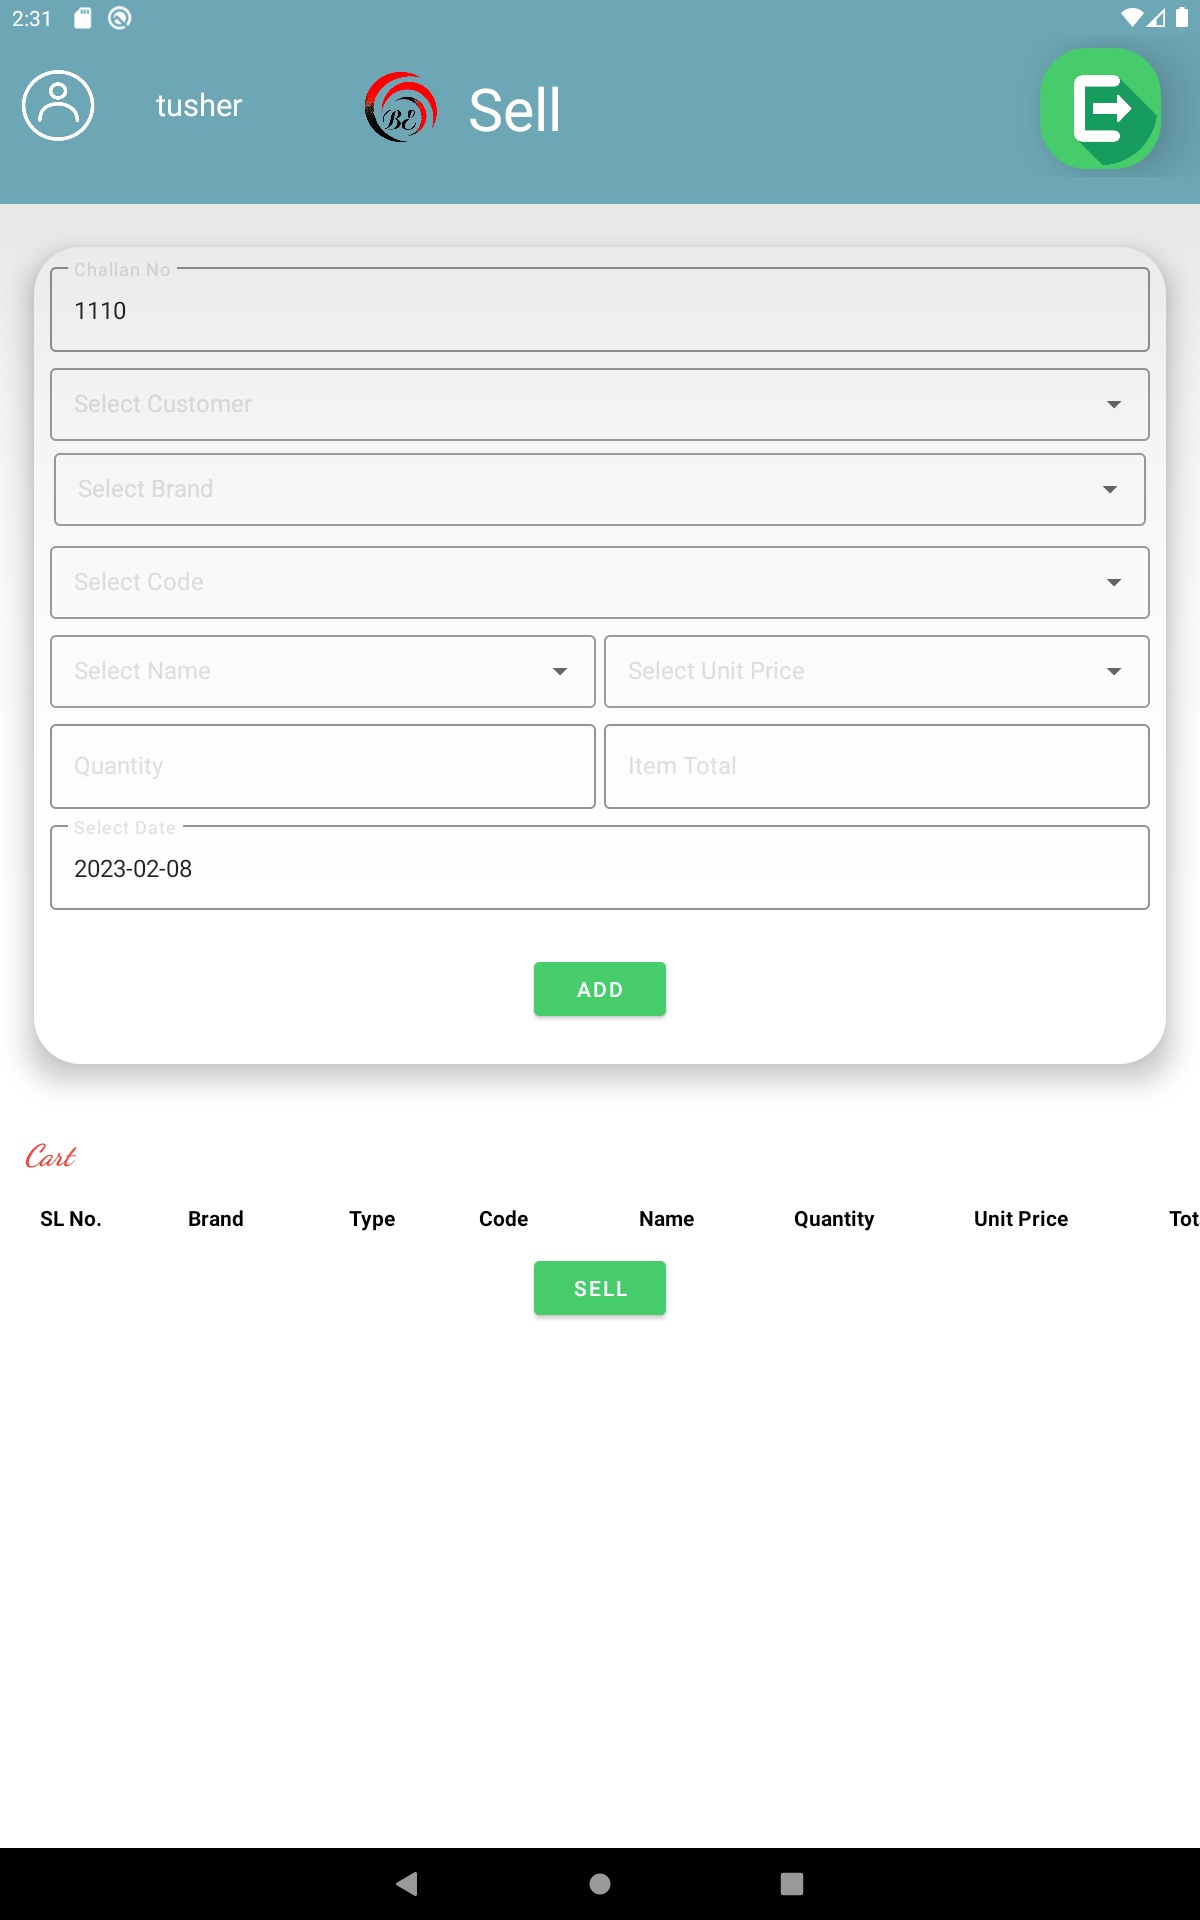 2:31
tusher
BE
Sell
Challan No
1110
Select Customer
Select Brand
Select Code
Select Name
Select Unit Price
Quantity
Item Total
Select Date
2023-02-08
ADD
Cart
SL No. Brand Type Code Name Quantity Unit Price Tot
SELL